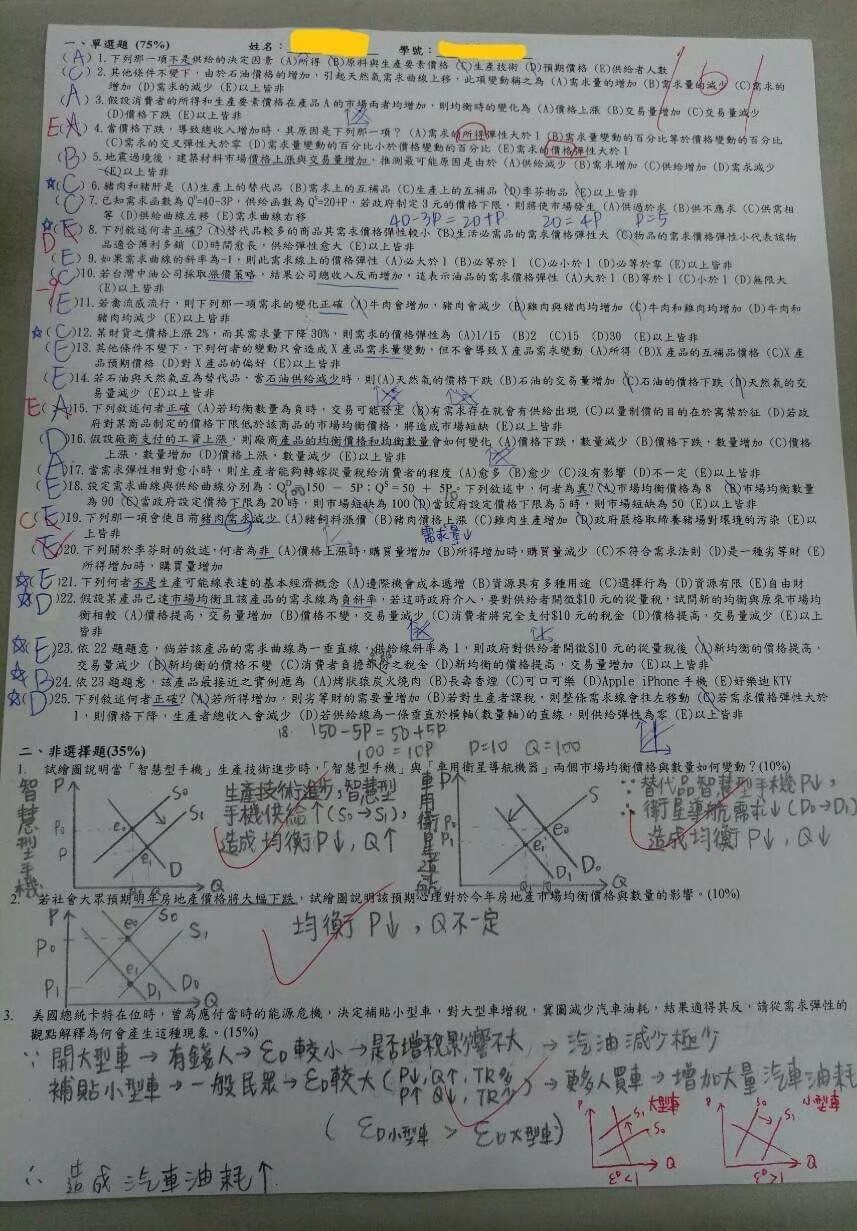 一、單選題 (75%) 姓名： 學號：
(A) 1. 下列那一項不是供給的決定因素 (A)所得 (B)原料與生產要素價格 (C)生產技術 (D)預期價格 (E)供給者人數
(C) 2. 其他條件不變下，由於石油價格的增加，引起天然氣需求曲線上移，此項變動稱之為 (A)需求量的增加 (B)需求量的減少 (C)需求的
增加 (D)需求的減少 (E)以上皆非
(A) 3. 假設消費者的所得和生產要素價格在產品A的市場兩者均增加，則均衡時的變化為 (A)價格上漲 (B)交易量增加 (C)交易量減少
(D)價格下跌 (E)以上皆非
E(A) 4. 當價格下跌，導致總收入增加時，其原因是下列那一項？ (A)需求的所得彈性大於1 (B)需求量變動的百分比等於價格變動的百分比
(C)需求的交叉彈性大於零 (D)需求量變動的百分比小於價格變動的百分比 (E)需求的價格彈性大於1
(B) 5. 地震過境後，建築材料市場價格上漲與交易量增加，推測最可能原因是由於 (A)供給減少 (B)需求增加 (C)供給增加 (D)需求減少
(E)以上皆非
☆(C) 6. 豬肉和豬肝是 (A)生產上的替代品 (B)需求上的互補品 (C)生產上的互補品 (D)季芬物品 (E)以上皆非
(C) 7. 已知需求函數為Qᴰ=40-3P，供給函數為Qˢ=20+P，若政府制定3元的價格下限，則將使市場發生 (A)供過於求 (B)供不應求 (C)供需相
等 (D)供給曲線左移 (E)需求曲線右移 40-3P=20+P 20=4P P=5
☆D(E) 8. 下列敘述何者正確？ (A)替代品較多的商品其需求價格彈性較小 (B)生活必需品的需求價格彈性大 (C)物品的需求價格彈性小代表該物
品適合薄利多銷 (D)時間愈長，供給彈性愈大 (E)以上皆非
(E) 9. 如果需求曲線的斜率為-1，則此需求線上的彈性 (A)必大於1 (B)必等於1 (C)必小於1 (D)必等於零 (E)以上皆非
(C)10. 若台灣中油公司採取漲價策略，結果公司總收入反而增加，這表示油品的需求價格彈性 (A)大於1 (B)等於1 (C)小於1 (D)無限大
(E)以上皆非
-9
(E)11. 若禽流感流行，則下列那一項需求的變化正確 (A)牛肉會增加，豬肉會減少 (B)雞肉與豬肉均增加 (C)牛肉和雞肉均增加 (D)牛肉和
豬肉均減少 (E)以上皆非
☆(C)12. 某財貨之價格上漲2%，而其需求量下降30%，則需求的價格彈性為 (A)1/15 (B)2 (C)15 (D)30 (E)以上皆非
(E)13. 其他條件不變下，下列何者的變動只會造成X產品需求量變動，但不會導致X產品需求變動 (A)所得 (B)X產品的互補品價格 (C)X產
品預期價格 (D)對X產品的偏好 (E)以上皆非
(E)14. 若石油與天然氣互為替代品，當石油供給減少時，則(A)天然氣的價格下跌 (B)石油的交易量增加 (C)石油的價格下跌 (D)天然氣的交
易量減少 (E)以上皆非
E(A)15. 下列敘述何者正確 (A)若均衡數量為負時，交易可能發生 (B)有需求存在就會有供給出現 (C)以量制價的目的在於寓禁於征 (D)若政
府對某商品制定的價格下限低於該商品的市場均衡價格，將造成市場短缺 (E)以上皆非
(D)16. 假設廠商支付的工資上漲，則廠商產品的均衡價格和均衡數量會如何變化 (A)價格下跌，數量減少 (B)價格下跌，數量增加 (C)價格
上漲，數量增加 (D)價格上漲，數量減少 (E)以上皆非
(A)17. 當需求彈性相對愈小時，則生產者能夠轉嫁從量稅給消費者的程度 (A)愈多 (B)愈少 (C)沒有影響 (D)不一定 (E)以上皆非
(E)18. 設定需求曲線與供給曲線分別為：Qᴰ=150 - 5P；Qˢ = 50 + 5P。下列敘述中，何者為真？(A)市場均衡價格為8 (B)市場均衡數量
為90 (C)當政府設定價格下限為20時，則市場短缺為100 (D)當政府設定價格下限為5時，則市場短缺為50 (E)以上皆非
C(E)19. 下列那一項會使目前豬肉需求減少 (A)豬飼料漲價 (B)豬肉價格上漲 (C)雞肉生產增加 (D)政府嚴格取締養豬場對環境的污染 (E)以
上皆非 需求量↓
(E)20. 下列關於季芬財的敘述，何者為非 (A)價格上漲時，購買量增加 (B)所得增加時，購買量減少 (C)不符合需求法則 (D)是一種劣等財 (E)
所得增加時，購買量增加
☆(E)21. 下列何者不是生產可能線表達的基本經濟概念 (A)邊際機會成本遞增 (B)資源具有多種用途 (C)選擇行為 (D)資源有限 (E)自由財
☆(D)22. 假設某產品已達市場均衡且該產品的需求線為負斜率，若這時政府介入，要對供給者開徵$10元的從量稅，試問新的均衡與原來市場均
衡相較 (A)價格提高，交易量增加 (B)價格不變，交易量減少 (C)消費者將完全支付$10元的稅金 (D)價格提高，交易量減少 (E)以上
皆非
☆(E)23. 依22題題意，倘若該產品的需求曲線為一垂直線，供給線斜率為1，則政府對供給者開徵$10元的從量稅後 (A)新均衡的價格提高，
交易量減少 (B)新均衡的價格不變 (C)消費者負擔部份之稅金 (D)新均衡的價格提高，交易量增加 (E)以上皆非
☆(B)24. 依23題題意，該產品最接近之實例應為 (A)烤狀猿炭火燒肉 (B)長壽香煙 (C)可口可樂 (D)Apple iPhone手機 (E)好樂迪KTV
☆(D)25. 下列敘述何者正確？ (A)若所得增加，則劣等財的需要量增加 (B)若對生產者課稅，則整條需求線會往左移動 (C)若需求價格彈性大於
1，則價格下降，生產者總收入會減少 (D)若供給線為一條垂直於橫軸(數量軸)的直線，則供給彈性為零 (E)以上皆非
18. 150-5P=50+5P
100=10P P=10 Q=100
二、非選擇題(35%)
1. 試繪圖說明當「智慧型手機」生產技術進步時，「智慧型手機」與「車用衛星導航機器」兩個市場均衡價格與數量如何變動？(10%)
智慧型手機 P S₀ S₁ P₀ P e₀ e₁ D Q
生產技術進步，智慧型
手機供給↑(S₀→S₁)，
造成均衡P↓, Q↑
車用衛星導航 P S P₀ P₁ e₀ e₁ D₁ D₀ Q₁ Q₀ Q
∵替代品智慧型手機P↓，
∴衛星導航需求↓(D₀→D₁)
造成均衡P↓, Q↓
2. 若社會大眾預期明年房地產價格將大幅下跌，試繪圖說明該預期心理對於今年房地產市場均衡價格與數量的影響。(10%)
P S₀ S₁ P₀ P₁ e₀ e₁ D₁ D₀ Q
均衡P↓, Q不一定
3. 美國總統卡特在位時，曾為應付當時的能源危機，決定補貼小型車，對大型車增稅，冀圖減少汽車油耗，結果適得其反，請從需求彈性的
觀點解釋為何會產生這種現象。(15%)
∵開大型車→有錢人→εD較小→是否增稅影響不大→汽油減少極少
補貼小型車→一般民眾→εD較大(P↓, Q↑, TR↑ P↑ Q↓, TR↓)→更多人買車→增加大量汽車油耗
(εD小型車 > εD大型車)
P S₁ 大型車 S₀ Q εᴰ<1
P S₀ 小型車 S₁ Q εᴰ>1
∴造成汽車油耗↑